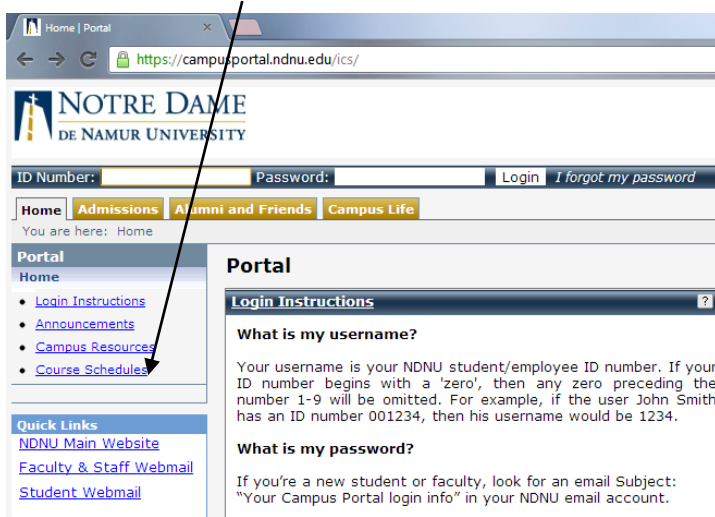 Home | Portal
https://campusportal.ndnu.edu/ics/
NOTRE DAME
DE NAMUR UNIVERSITY
ID Number: Password: Login I forgot my password
Home Admissions Alumni and Friends Campus Life
You are here: Home
Portal
Home
Login Instructions
Announcements
Campus Resources
Course Schedules
Quick Links
NDNU Main Website
Faculty & Staff Webmail
Student Webmail
Portal
Login Instructions ?
What is my username?
Your username is your NDNU student/employee ID number. If your
ID number begins with a 'zero', then any zero preceding the
number 1-9 will be omitted. For example, if the user John Smith
has an ID number 001234, then his username would be 1234.
What is my password?
If you’re a new student or faculty, look for an email Subject:
“Your Campus Portal login info” in your NDNU email account.